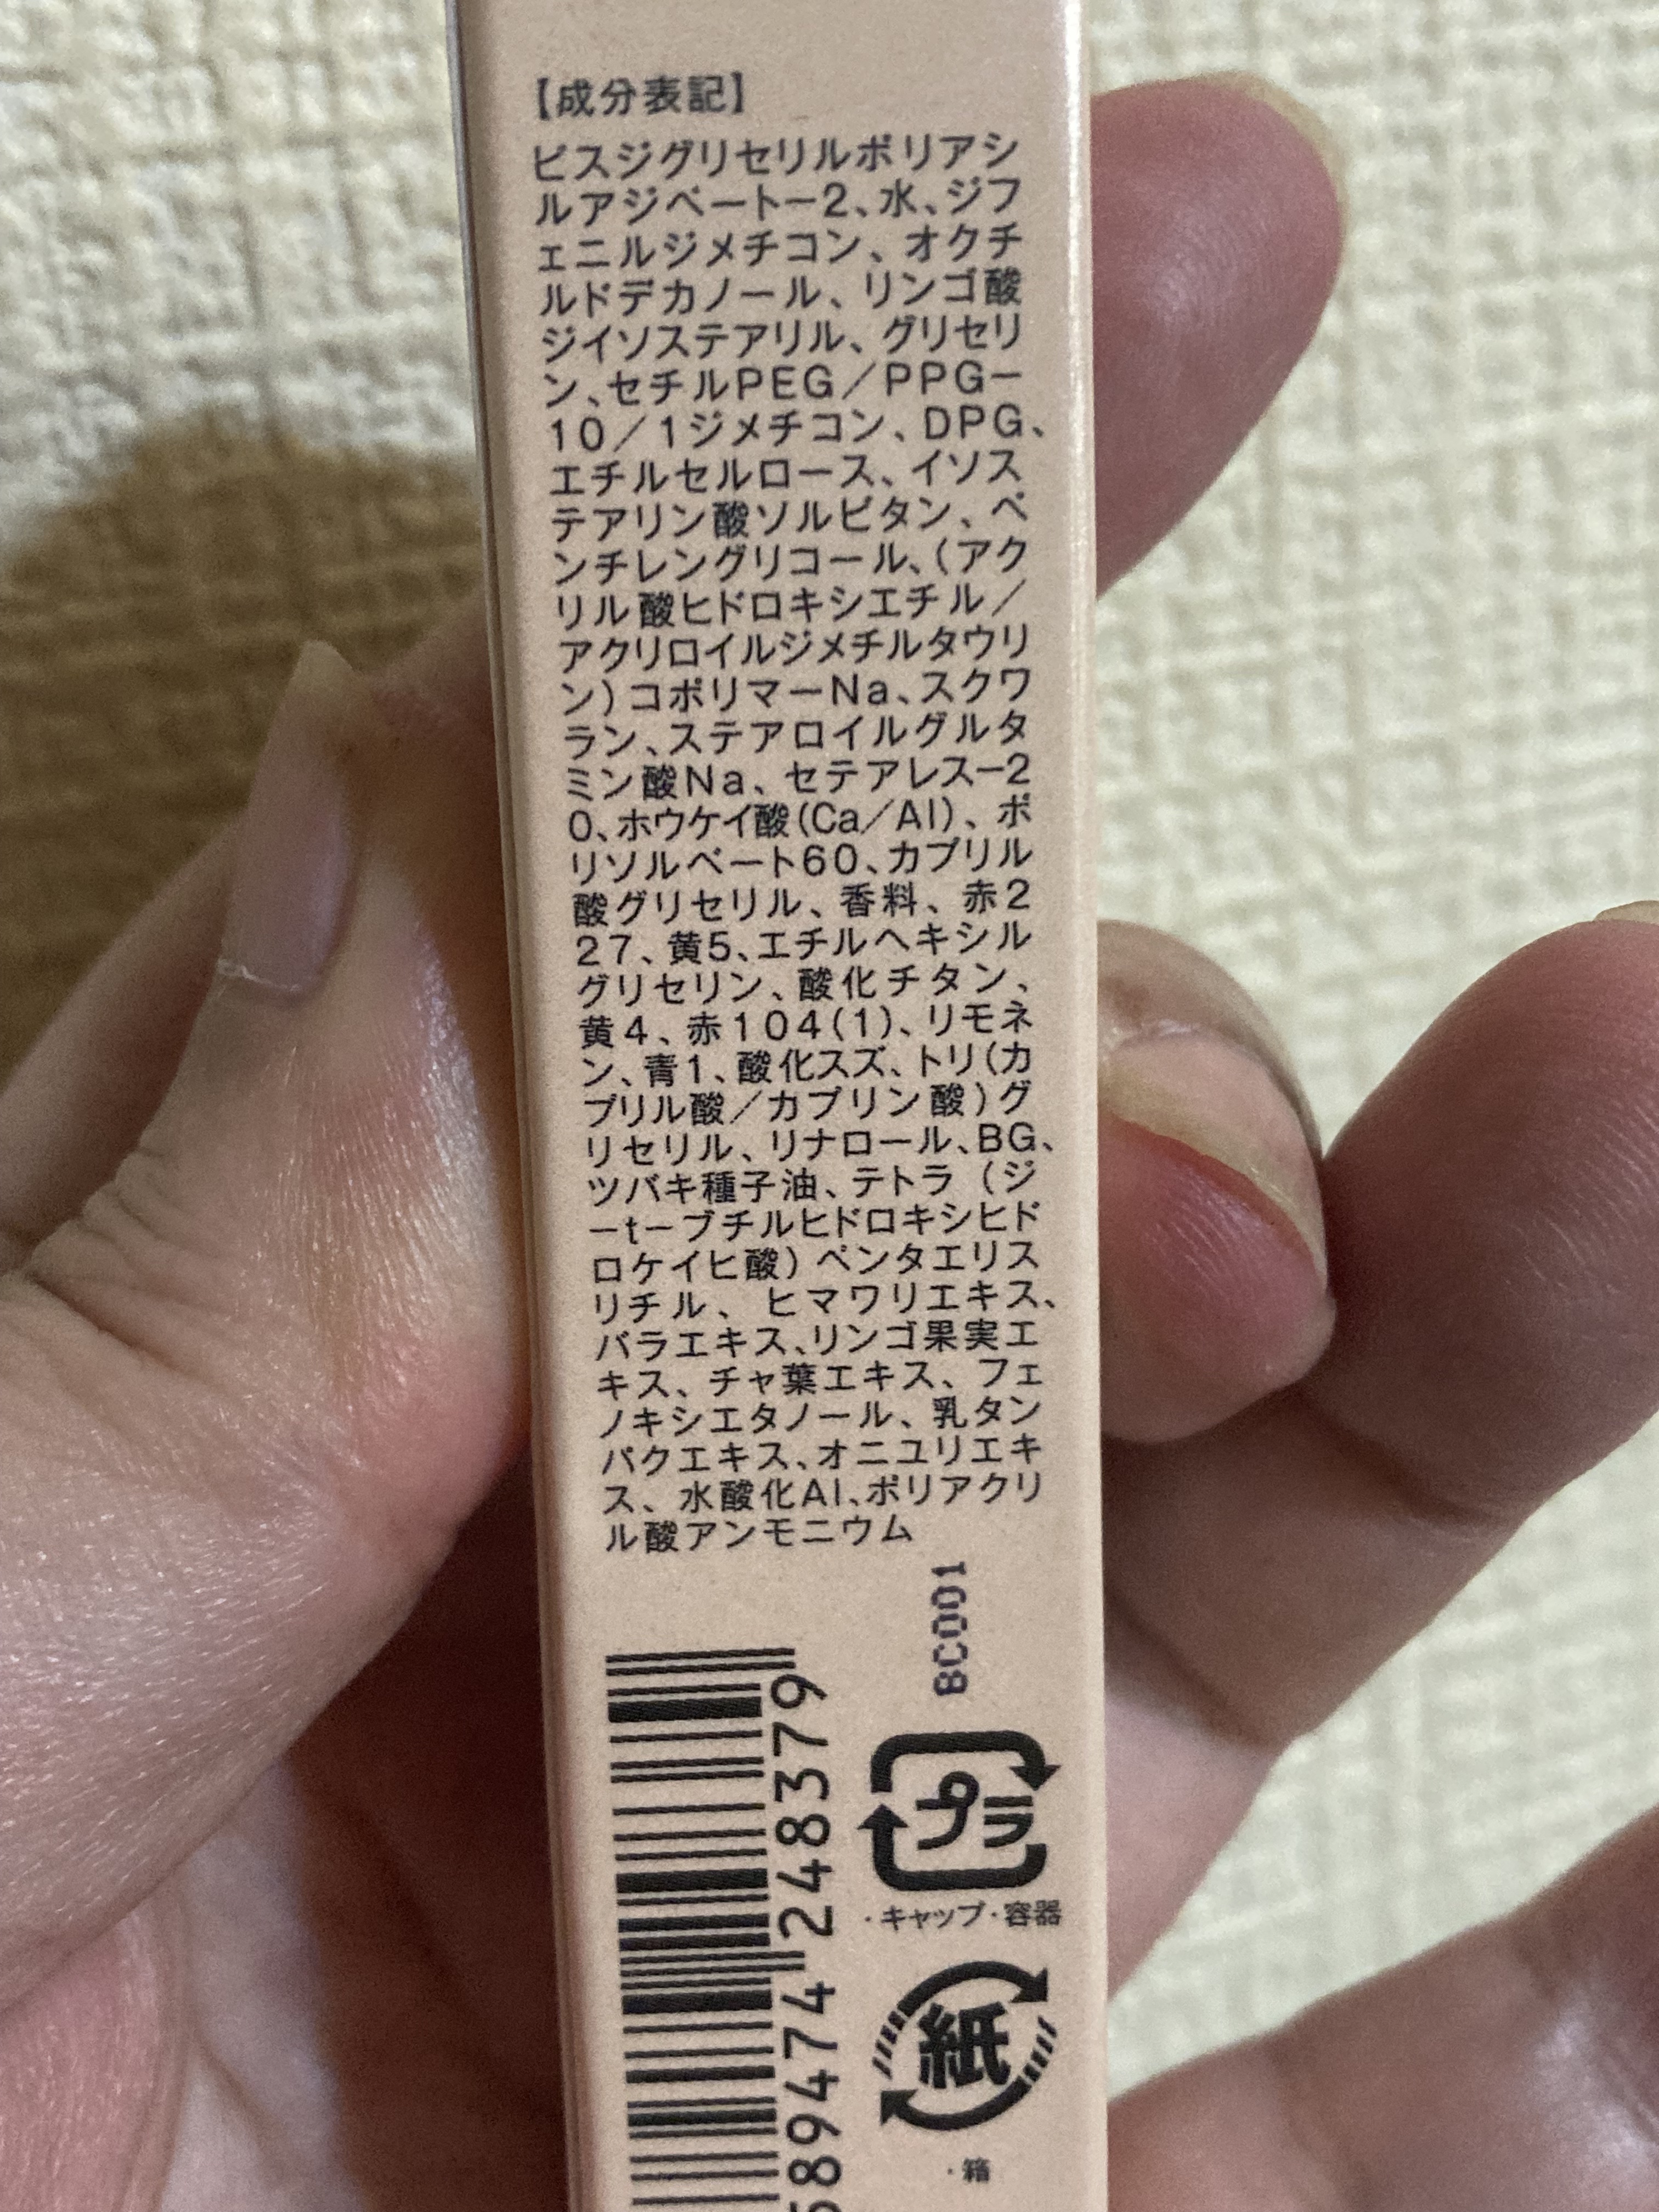 【成分表記】
ビスジグリセリルポリアシ
ルアジペートー2、水、ジフ
ェニルジメチコン、オクチ
ルドデカノール、リンゴ酸
ジイソステアリル、グリセリ
ン、セチルPEG／PPGー
10／1ジメチコン、DPG、
エチルセルロース、イソス
テアリン酸ソルビタン、ペ
ンチレングリコール、（アク
リル酸ヒドロキシエチル／
アクリロイルジメチルタウリ
ン）コポリマーNa、スクワ
ラン、ステアロイルグルタ
ミン酸Na、セテアレスー2
0、ホウケイ酸（Ca／Al）、ポ
リソルベート60、カプリル
酸グリセリル、香料、赤2
27、黄5、エチルヘキシル
グリセリン、酸化チタン、
黄4、赤104(1)、リモネ
ン、青1、酸化スズ、トリ（カ
プリル酸／カプリン酸）グ
リセリル、リナロール、BG、
ツバキ種子油、テトラ（ジ
ーtーブチルヒドロキシヒド
ロケイヒ酸）ペンタエリス
リチル、ヒマワリエキス、
バラエキス、リンゴ果実エ
キス、チャ葉エキス、フェ
ノキシエタノール、乳タン
パクエキス、オニユリエキ
ス、水酸化Al、ポリアクリ
ル酸アンモニウム
BC001
89474 248379
プラ
・キャップ・容器
紙
・箱